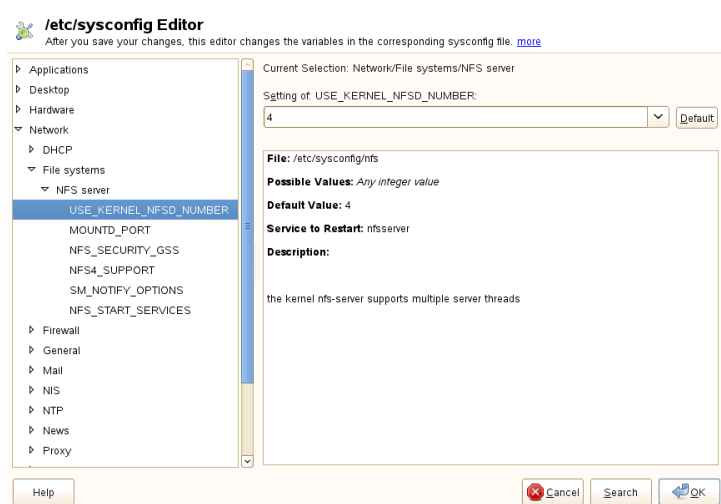 /etc/sysconfig Editor
After you save your changes, this editor changes the variables in the corresponding sysconfig file. more
Applications
Desktop
Hardware
Network
DHCP
File systems
NFS server
USE_KERNEL_NFSD_NUMBER
MOUNTD_PORT
NFS_SECURITY_GSS
NFS4_SUPPORT
SM_NOTIFY_OPTIONS
NFS_START_SERVICES
Firewall
General
Mail
NIS
NTP
News
Proxy
Current Selection: Network/File systems/NFS server
Setting of: USE_KERNEL_NFSD_NUMBER:
4
Default
File: /etc/sysconfig/nfs
Possible Values: Any integer value
Default Value: 4
Service to Restart: nfsserver
Description:
the kernel nfs-server supports multiple server threads
Help
Cancel
Search
OK